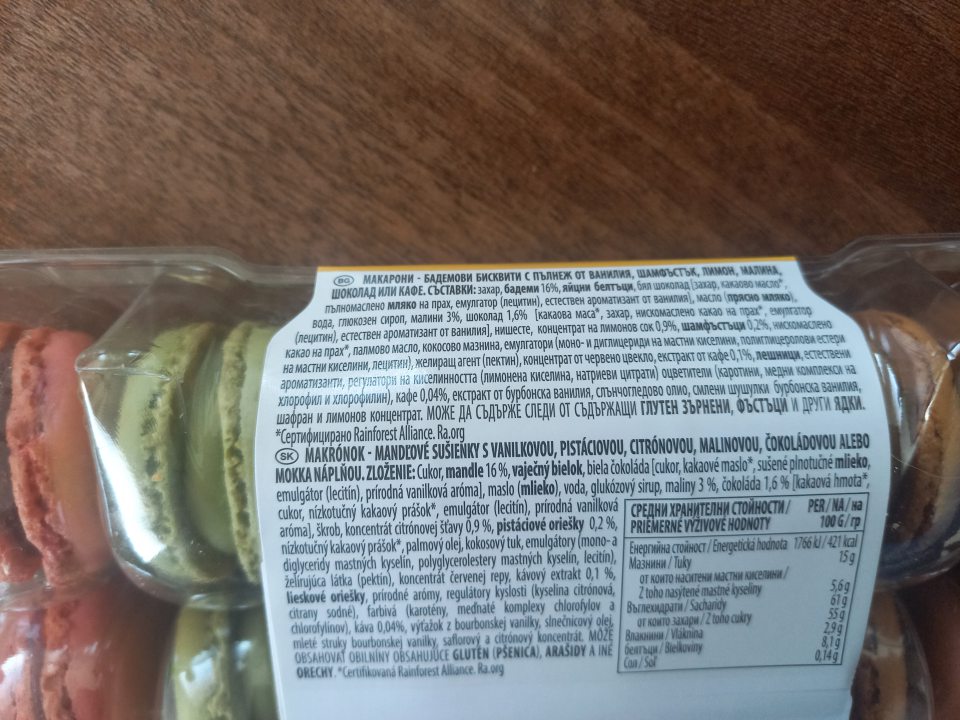 BG МАКАРОНИ - БАДЕМОВИ БИСКВИТИ С ПЪЛНЕЖ ОТ ВАНИЛИЯ, ШАМФЪСТЪК, ЛИМОН, МАЛИНА,
ШОКОЛАД ИЛИ КАФЕ. СЪСТАВКИ: захар, бадеми 16%, яйцни белтъци, бял шоколад [захар, какаово масло*,
пълномаслено мляко на прах, емулгатор (лецитин), естествен ароматизант от ванилия], масло (прясно мляко),
вода, глюкозен сироп, малини 3%, шоколад 1,6% [какаова маса*, захар, нискомаслено какао на прах*, емулгатор
(лецитин), естествен ароматизант от ванилия], нишесте, концентрат на лимонов сок 0,9%, шамфъстъци 0,2%, нискомаслено
какао на прах*, палмово масло, кокосово мазнина, емулгатори (моно- и диглицериди на мастни киселини, полиглицеролови естери
на мастни киселини, лецитин), желиращ агент (пектин), концентрат от червено цвекло, екстракт от кафе 0,1%, лешници, естествени
ароматизанти, регулатори на киселинността (лимонена киселина, натриеви цитрати) оцветители (каротини, медни комплекси на
хлорофил и хлорофилин), кафе 0,04%, екстракт от бурбонска ванилия, слънчогледово олио, смлени шушулки бурбонска ванилия,
шафран и лимонов концентрат. МОЖЕ ДА СЪДЪРЖЕ СЛЕДИ ОТ СЪДЪРЖАЩИ ГЛУТЕН ЗЪРНЕНИ, ФЪСТЪЦИ И ДРУГИ ЯДКИ.
*Сертифицирано Rainforest Alliance. Ra.org
SK MAKRÓNOK - MANDĽOVÉ SUŠIENKY S VANILKOVOU, PISTÁCIOVOU, CITRÓNOVOU, MALINOVOU, ČOKOLÁDOVOU ALEBO
MOKKA NÁPLŇOU. ZLOŽENIE: Cukor, mandle 16 %, vaječný bielok, biela čokoláda [cukor, kakaové maslo*, sušené plnotučné mlieko,
emulgátor (lecitín), prírodná vanilková aróma], maslo (mlieko), voda, glukózový sirup, maliny 3 %, čokoláda 1,6 % [kakaová hmota*,
cukor, nízkotučný kakaový prášok*, emulgátor (lecitín), prírodná vanilková
aróma], škrob, koncentrát citrónovej šťavy 0,9 %, pistáciové oriešky 0,2 %,
nízkotučný kakaový prášok*, palmový olej, kokosový tuk, emulgátory (mono- a
diglyceridy mastných kyselín, polyglycerolestery mastných kyselín, lecitín),
želírujúca látka (pektín), koncentrát červenej repy, kávový extrakt 0,1 %,
lieskové oriešky, prírodné arómy, regulátory kyslosti (kyselina citrónová,
citrany sodné), farbivá (karotény, meďnaté komplexy chlorofylov a
chlorofylínov), káva 0,04%, výťažok z bourbonskej vanilky, slnečnicový olej,
mleté struky bourbonskej vanilky, saflorový a citrónový koncentrát. MÔŽE
OBSAHOVAŤ OBILNINY OBSAHUJÚCE GLUTÉN (PŠENICA), ARAŠIDY A INÉ
ORECHY. *Certifikovaná Rainforest Alliance. Ra.org
СРЕДНИ ХРАНИТЕЛНИ СТОЙНОСТИ / PER / NA / на
PRIEMERNÉ VÝŽIVOVÉ HODNOTY 100 G / гр
Енергийна стойност / Energetická hodnota 1766 kJ / 421 kcal
Мазнини / Tuky 15 g
от които наситени мастни киселини /
Z toho nasýtené mastné kyseliny 5,6 g
Въглехидрати / Sacharidy 61 g
от които захари / Z toho cukry 55 g
Влакнини / Vláknina 2,9 g
белтъци / Bielkoviny 8,1 g
Сол / Soľ 0,14 g